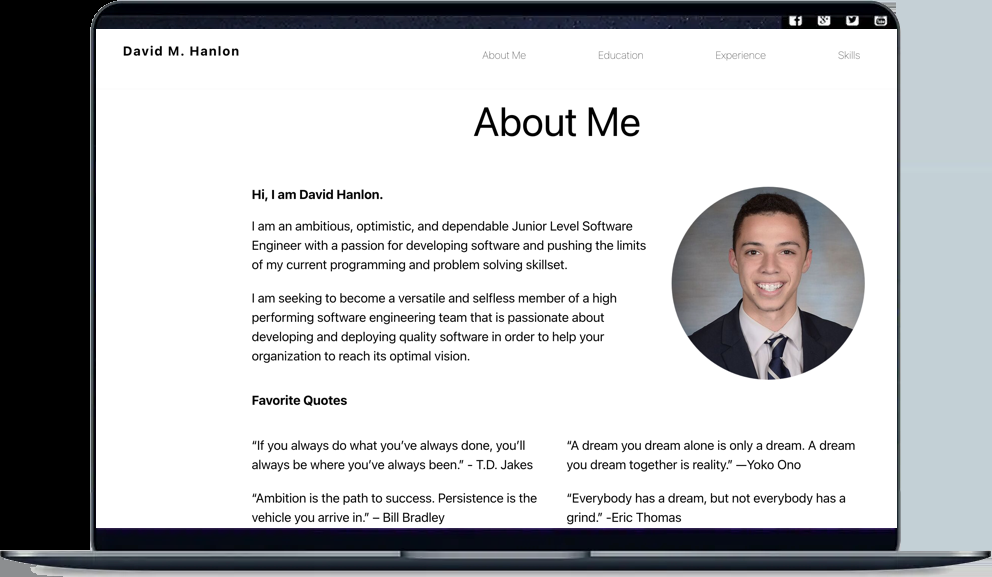 David M. Hanlon
About Me
Education
Experience
Skills
About Me
Hi, I am David Hanlon.
I am an ambitious, optimistic, and dependable Junior Level Software
Engineer with a passion for developing software and pushing the limits
of my current programming and problem solving skillset.
I am seeking to become a versatile and selfless member of a high
performing software engineering team that is passionate about
developing and deploying quality software in order to help your
organization to reach its optimal vision.
Favorite Quotes
“If you always do what you’ve always done, you’ll
always be where you’ve always been.” - T.D. Jakes
“Ambition is the path to success. Persistence is the
vehicle you arrive in.” – Bill Bradley
“A dream you dream alone is only a dream. A dream
you dream together is reality.” —Yoko Ono
“Everybody has a dream, but not everybody has a
grind.” -Eric Thomas